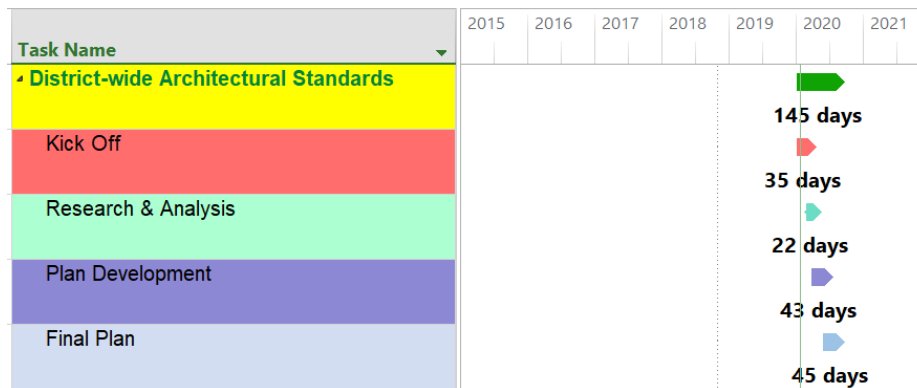 2015 2016 2017 2018 2019 2020 2021
Task Name
District-wide Architectural Standards
145 days
Kick Off
35 days
Research & Analysis
22 days
Plan Development
43 days
Final Plan
45 days